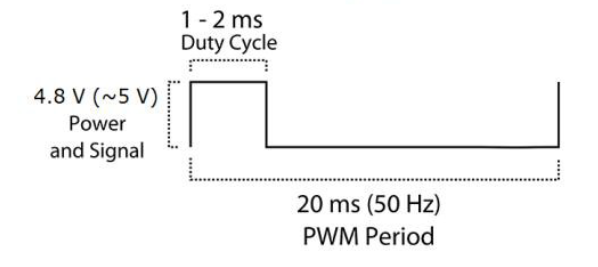 1 - 2 ms
Duty Cycle
4.8 V (~5 V)
Power
and Signal
20 ms (50 Hz)
PWM Period